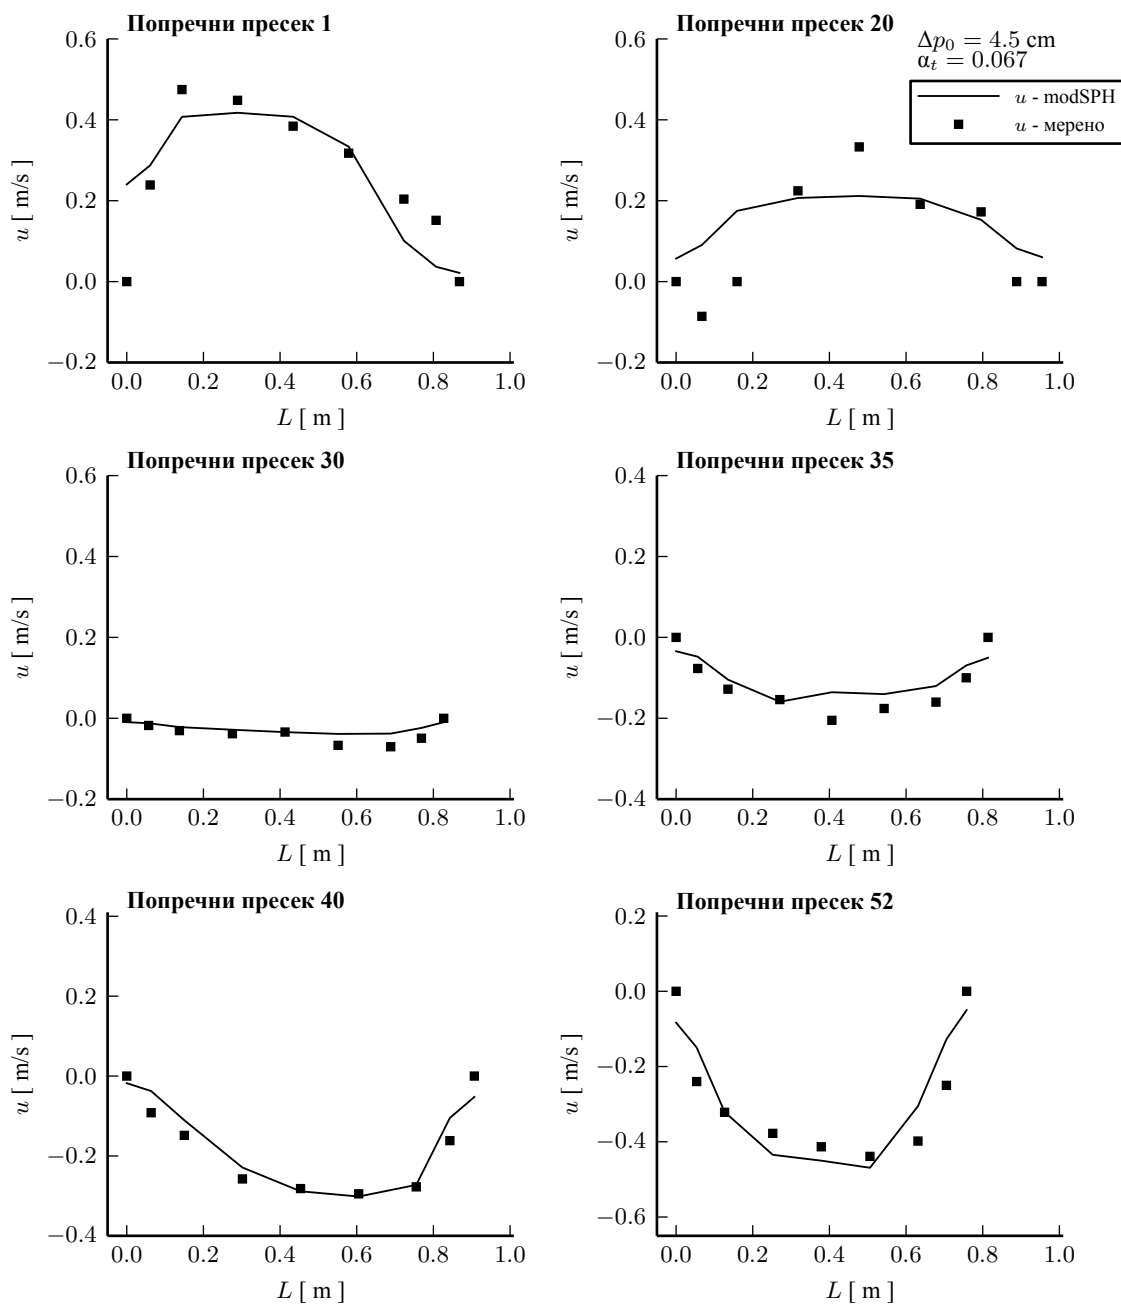 Попречни пресек 1
0.6
0.4
0.2
0.0
−0.2
u [ m/s ]
0.0 0.2 0.4 0.6 0.8 1.0
L [ m ]
Попречни пресек 20
Δp₀ = 4.5 cm
αₜ = 0.067
u - modSPH
u - мерено
0.6
0.4
0.2
0.0
−0.2
u [ m/s ]
0.0 0.2 0.4 0.6 0.8 1.0
L [ m ]
Попречни пресек 30
0.6
0.4
0.2
0.0
−0.2
u [ m/s ]
0.0 0.2 0.4 0.6 0.8 1.0
L [ m ]
Попречни пресек 35
0.4
0.2
0.0
−0.2
−0.4
u [ m/s ]
0.0 0.2 0.4 0.6 0.8 1.0
L [ m ]
Попречни пресек 40
0.4
0.2
0.0
−0.2
−0.4
u [ m/s ]
0.0 0.2 0.4 0.6 0.8 1.0
L [ m ]
Попречни пресек 52
0.2
0.0
−0.2
−0.4
−0.6
u [ m/s ]
0.0 0.2 0.4 0.6 0.8 1.0
L [ m ]